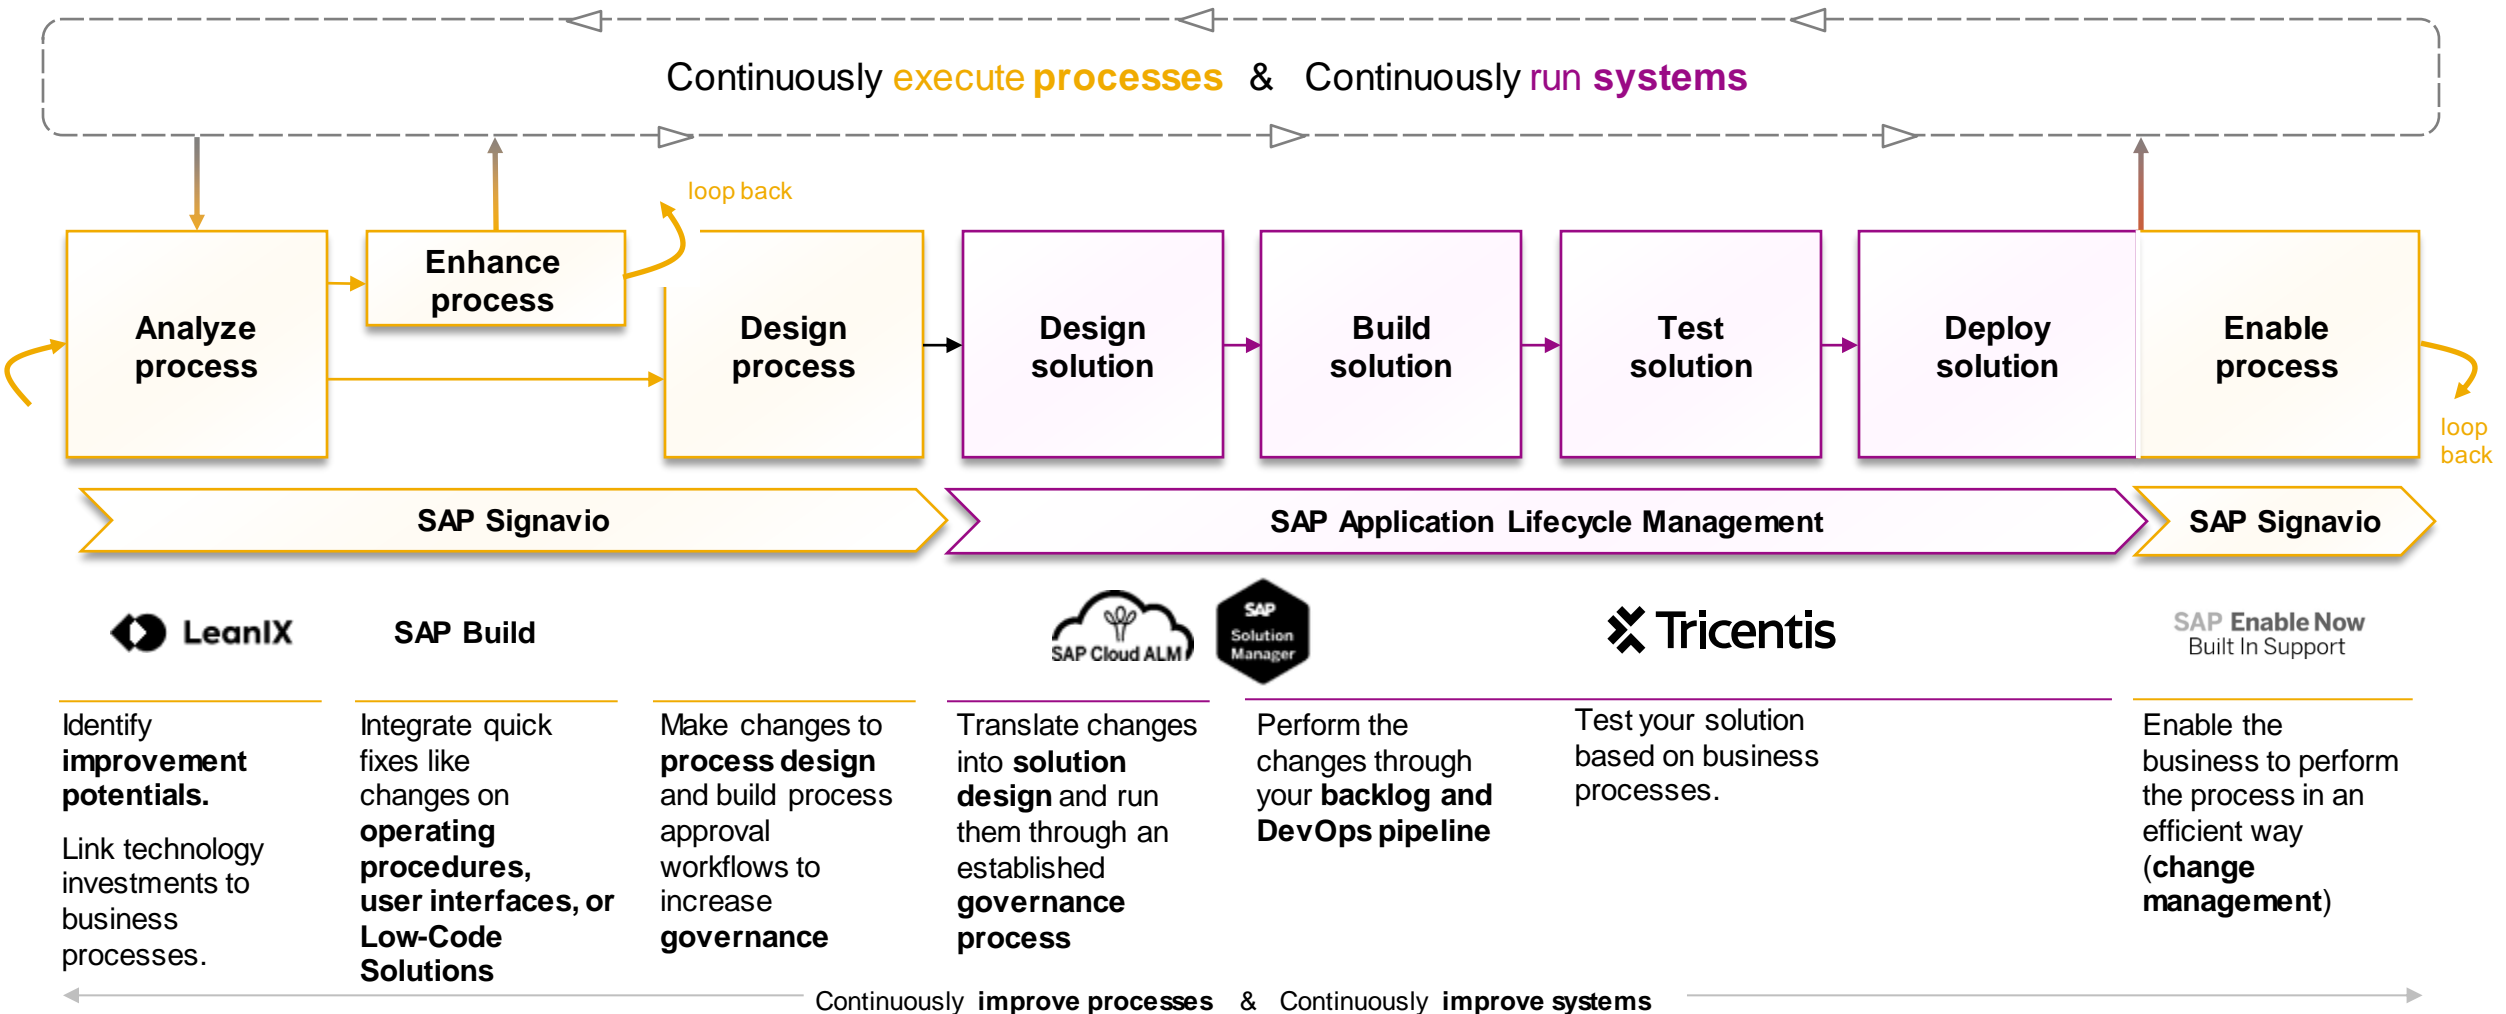 Continuously execute processes & Continuously run systems
loop back
Analyze
process
Enhance
process
Design
process
Design
solution
Build
solution
Test
solution
Deploy
solution
Enable
process
loop
back
SAP Signavio
SAP Application Lifecycle Management
SAP Signavio
LeanIX
SAP Build
SAP Cloud ALM
SAP
Solution
Manager
Tricentis
SAP Enable Now
Built In Support
Identify
improvement
potentials.
Link technology
investments to
business
processes.
Integrate quick
fixes like
changes on
operating
procedures,
user interfaces, or
Low-Code
Solutions
Make changes to
process design
and build process
approval
workflows to
increase
governance
Translate changes
into solution
design and run
them through an
established
governance
process
Perform the
changes through
your backlog and
DevOps pipeline
Test your solution
based on business
processes.
Enable the
business to perform
the process in an
efficient way
(change
management)
Continuously improve processes & Continuously improve systems